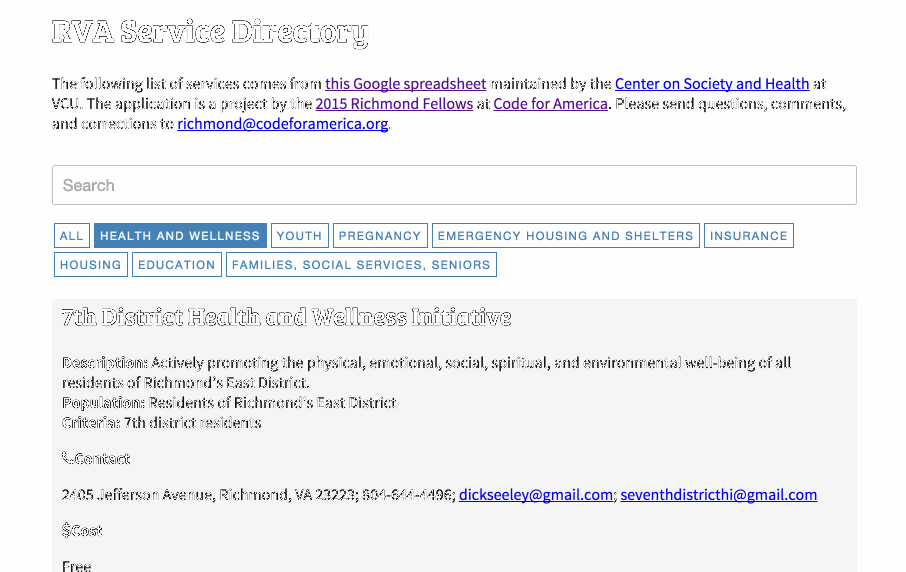 RVA Service Directory
The following list of services comes from this Google spreadsheet maintained by the Center on Society and Health at
VCU. The application is a project by the 2015 Richmond Fellows at Code for America. Please send questions, comments,
and corrections to richmond@codeforamerica.org.
Search
ALL HEALTH AND WELLNESS YOUTH PREGNANCY EMERGENCY HOUSING AND SHELTERS INSURANCE
HOUSING EDUCATION FAMILIES, SOCIAL SERVICES, SENIORS
7th District Health and Wellness Initiative
Description: Actively promoting the physical, emotional, social, spiritual, and environmental well-being of all
residents of Richmond's East District.
Population: Residents of Richmond's East District
Criteria: 7th district residents
Contact
2405 Jefferson Avenue, Richmond, VA 23223; 804-644-4496; dickseeley@gmail.com; seventhdistricthi@gmail.com
$Cost
Free